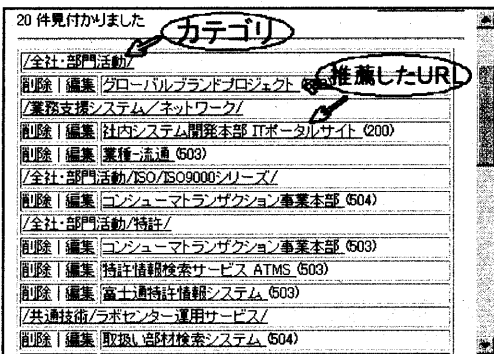 20 件見付かりました
カテゴリ
/全社・部門活動/
削除 | 編集 グローバルブランドプロジェクト
推薦したURL
/業務支援システム/ネットワーク/
削除 | 編集 社内システム開発本部 ITポータルサイト (200)
削除 | 編集 業種-流通 (503)
/全社・部門活動/ISO/ISO9000シリーズ/
削除 | 編集 コンシューマトランザクション事業本部 (504)
/全社・部門活動/特許/
削除 | 編集 コンシューマトランザクション事業本部 (503)
削除 | 編集 特許情報検索サービス ATMS (503)
削除 | 編集 富士通特許情報システム (503)
/共通技術/ラボセンター運用サービス/
削除 | 編集 取扱い部材検索システム (504)